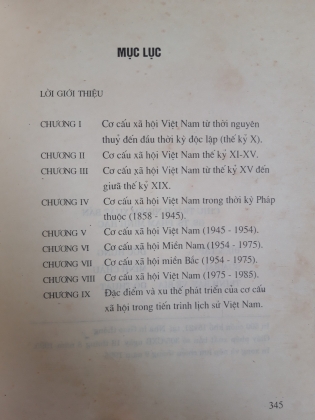 MỤC LỤC
LỜI GIỚI THIỆU
CHƯƠNG I Cơ cấu xã hội Việt Nam từ thời nguyên
thuỷ đến đầu thời kỳ độc lập (thế kỷ X).
CHƯƠNG II Cơ cấu xã hội Việt Nam thế kỷ XI-XV.
CHƯƠNG III Cơ cấu xã hội Việt Nam từ thế kỷ XV đến
giữa thế kỷ XIX.
CHƯƠNG IV Cơ cấu xã hội Việt Nam trong thời kỳ Pháp
thuộc (1858 - 1945).
CHƯƠNG V Cơ cấu xã hội Việt Nam (1945 - 1954).
CHƯƠNG VI Cơ cấu xã hội Miền Nam (1954 - 1975).
CHƯƠNG VII Cơ cấu xã hội miền Bắc (1954 - 1975).
CHƯƠNG VIII Cơ cấu xã hội Việt Nam (1975 - 1985).
CHƯƠNG IX Đặc điểm và xu thế phát triển của cơ cấu
xã hội trong tiến trình lịch sử Việt Nam.
345